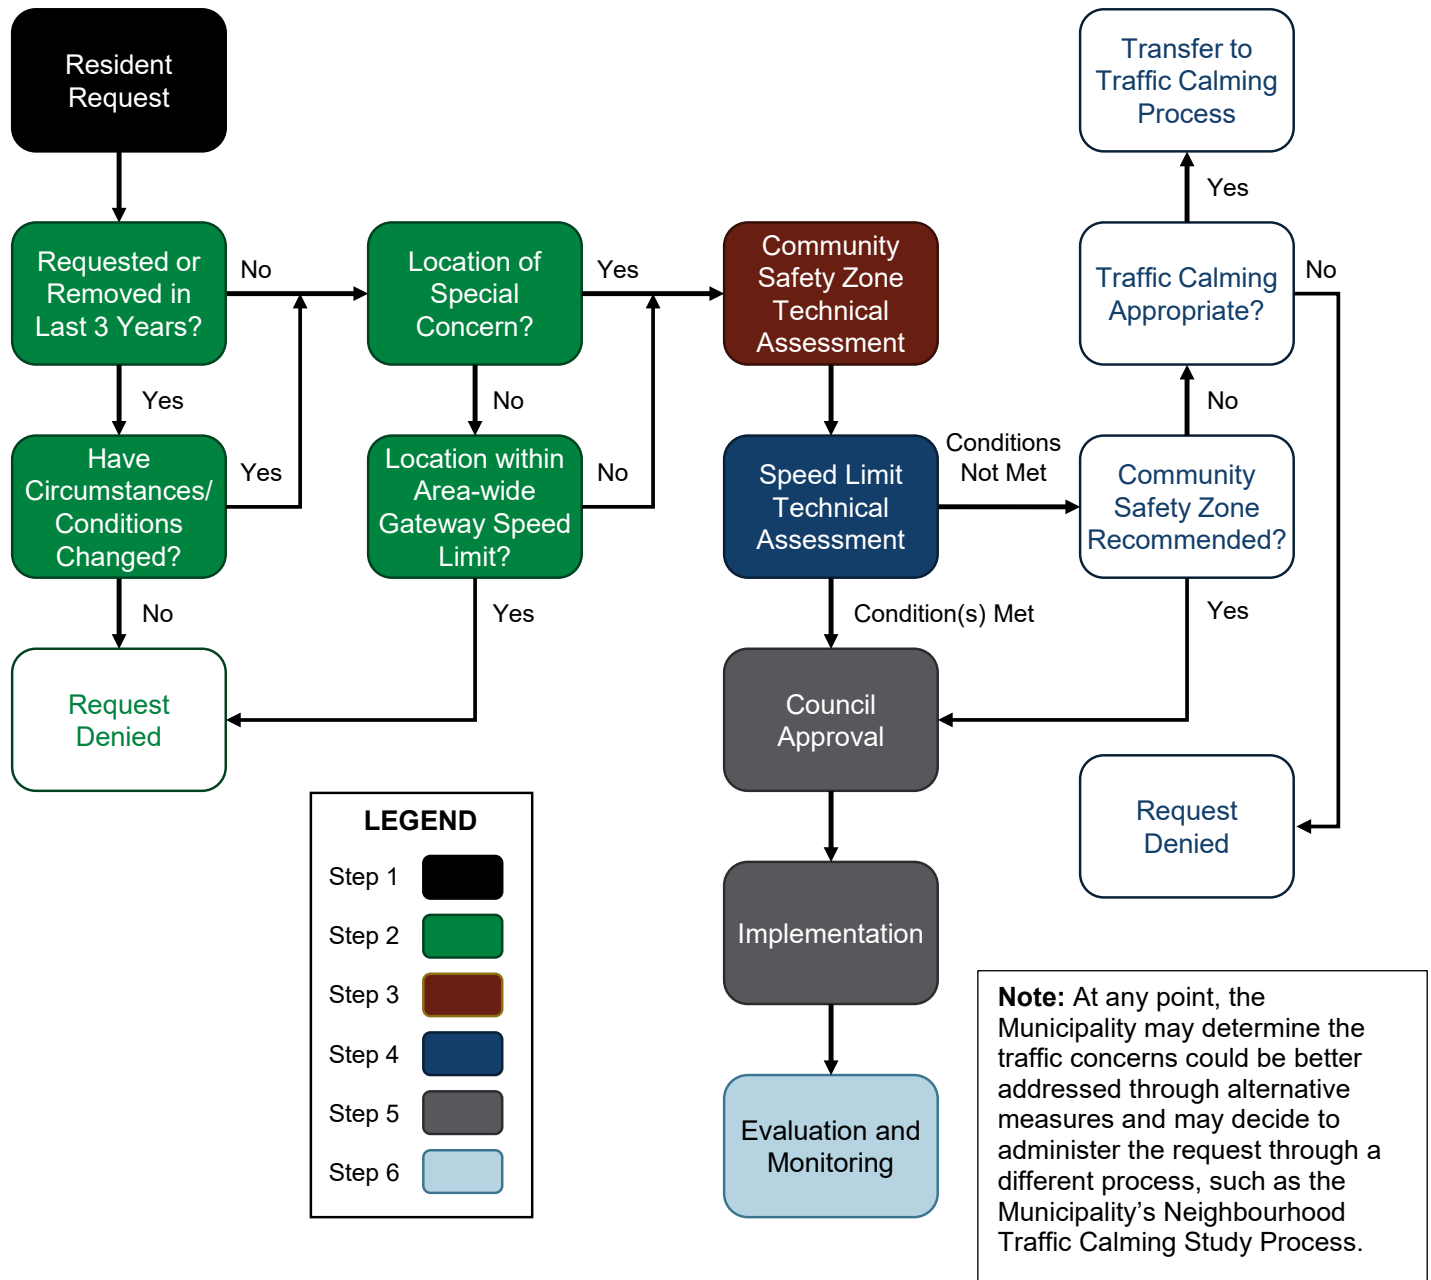 Resident
Request
Transfer to
Traffic Calming
Process
Yes
Requested or
Removed in
Last 3 Years?
No
Location of
Special
Concern?
Yes
Community
Safety Zone
Technical
Assessment
Traffic Calming
Appropriate?
No
Yes
No
No
Have
Circumstances/
Conditions
Changed?
Yes
Location within
Area-wide
Gateway Speed
Limit?
No
Speed Limit
Technical
Assessment
Conditions
Not Met
Community
Safety Zone
Recommended?
No
Yes
Condition(s) Met
Yes
Request
Denied
Council
Approval
Request
Denied
LEGEND
Step 1
Step 2
Step 3
Step 4
Step 5
Step 6
Implementation
Evaluation and
Monitoring
Note: At any point, the
Municipality may determine the
traffic concerns could be better
addressed through alternative
measures and may decide to
administer the request through a
different process, such as the
Municipality’s Neighbourhood
Traffic Calming Study Process.